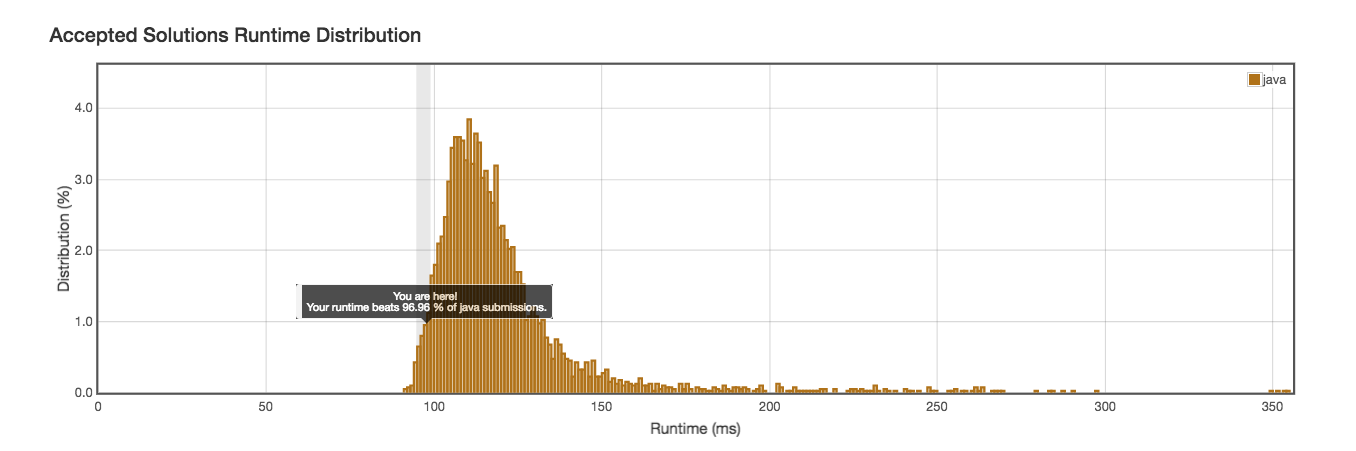 Accepted Solutions Runtime Distribution
java
4.0
3.0
2.0
1.0
0.0
Distribution (%)
You are here!
Your runtime beats 96.96 % of java submissions.
0 50 100 150 200 250 300 350
Runtime (ms)